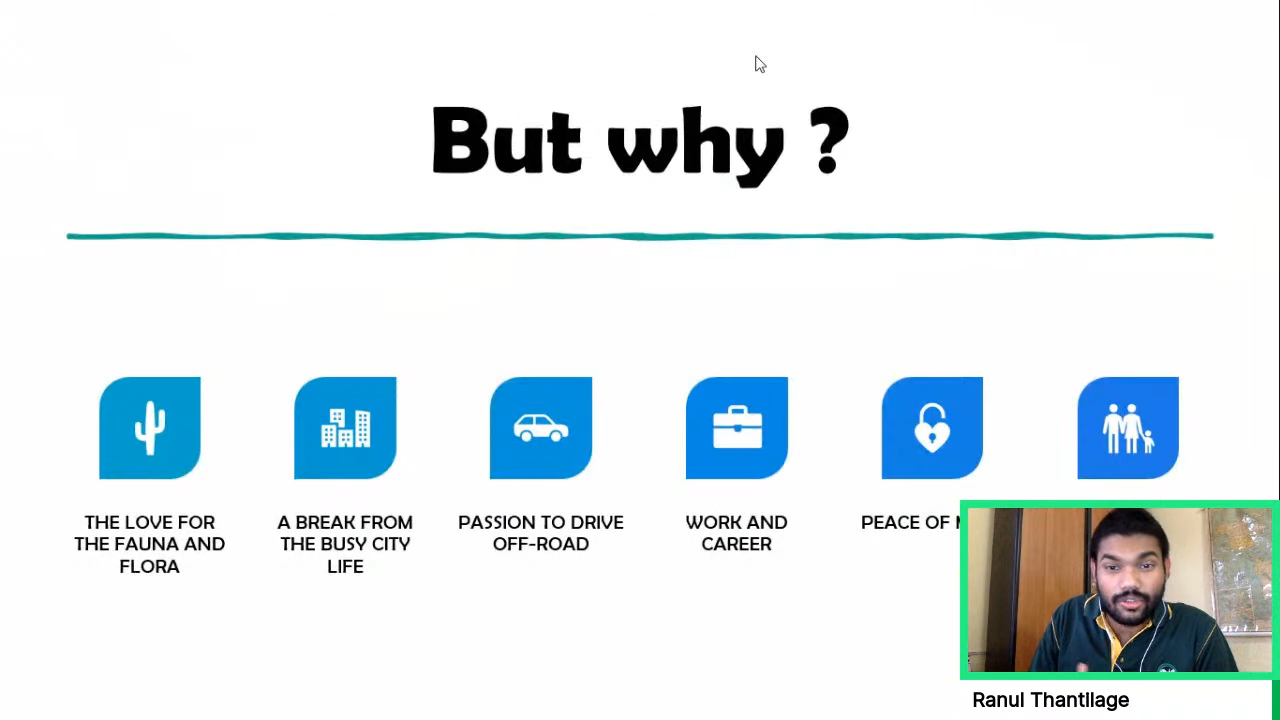 But why ?
THE LOVE FOR
THE FAUNA AND
FLORA
A BREAK FROM
THE BUSY CITY
LIFE
PASSION TO DRIVE
OFF-ROAD
WORK AND
CAREER
PEACE OF
Ranul Thantilage